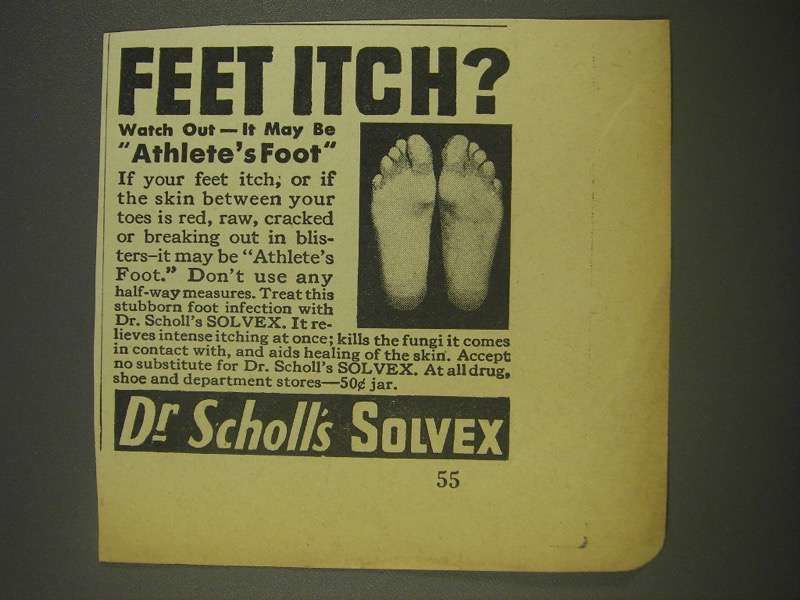 FEET ITCH?
Watch Out—It May Be
"Athlete's Foot"
If your feet itch, or if
the skin between your
toes is red, raw, cracked
or breaking out in blis-
ters—it may be "Athlete's
Foot." Don't use any
half-way measures. Treat this
stubborn foot infection with
Dr. Scholl's SOLVEX. It re-
lieves intense itching at once; kills the fungi it comes
in contact with, and aids healing of the skin. Accept
no substitute for Dr. Scholl's SOLVEX. At all drug,
shoe and department stores—50¢ jar.
Dr Scholl's SOLVEX
55